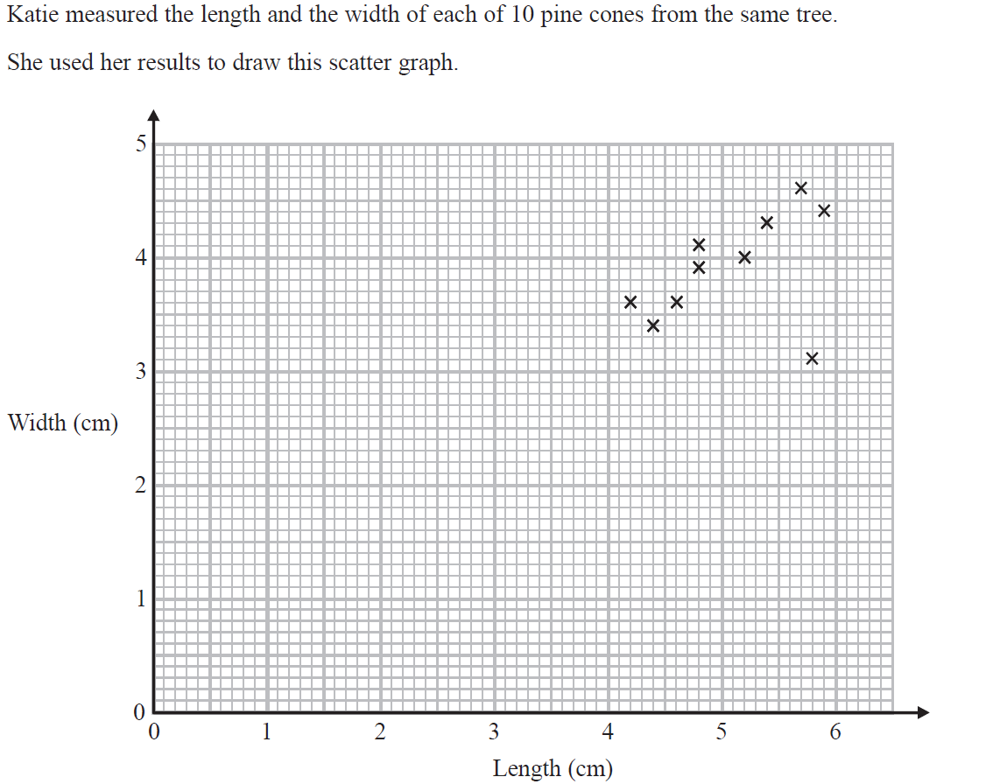 Katie measured the length and the width of each of 10 pine cones from the same tree.
She used her results to draw this scatter graph.
5
4
3
Width (cm)
2
1
0
0 1 2 3 4 5 6
Length (cm)